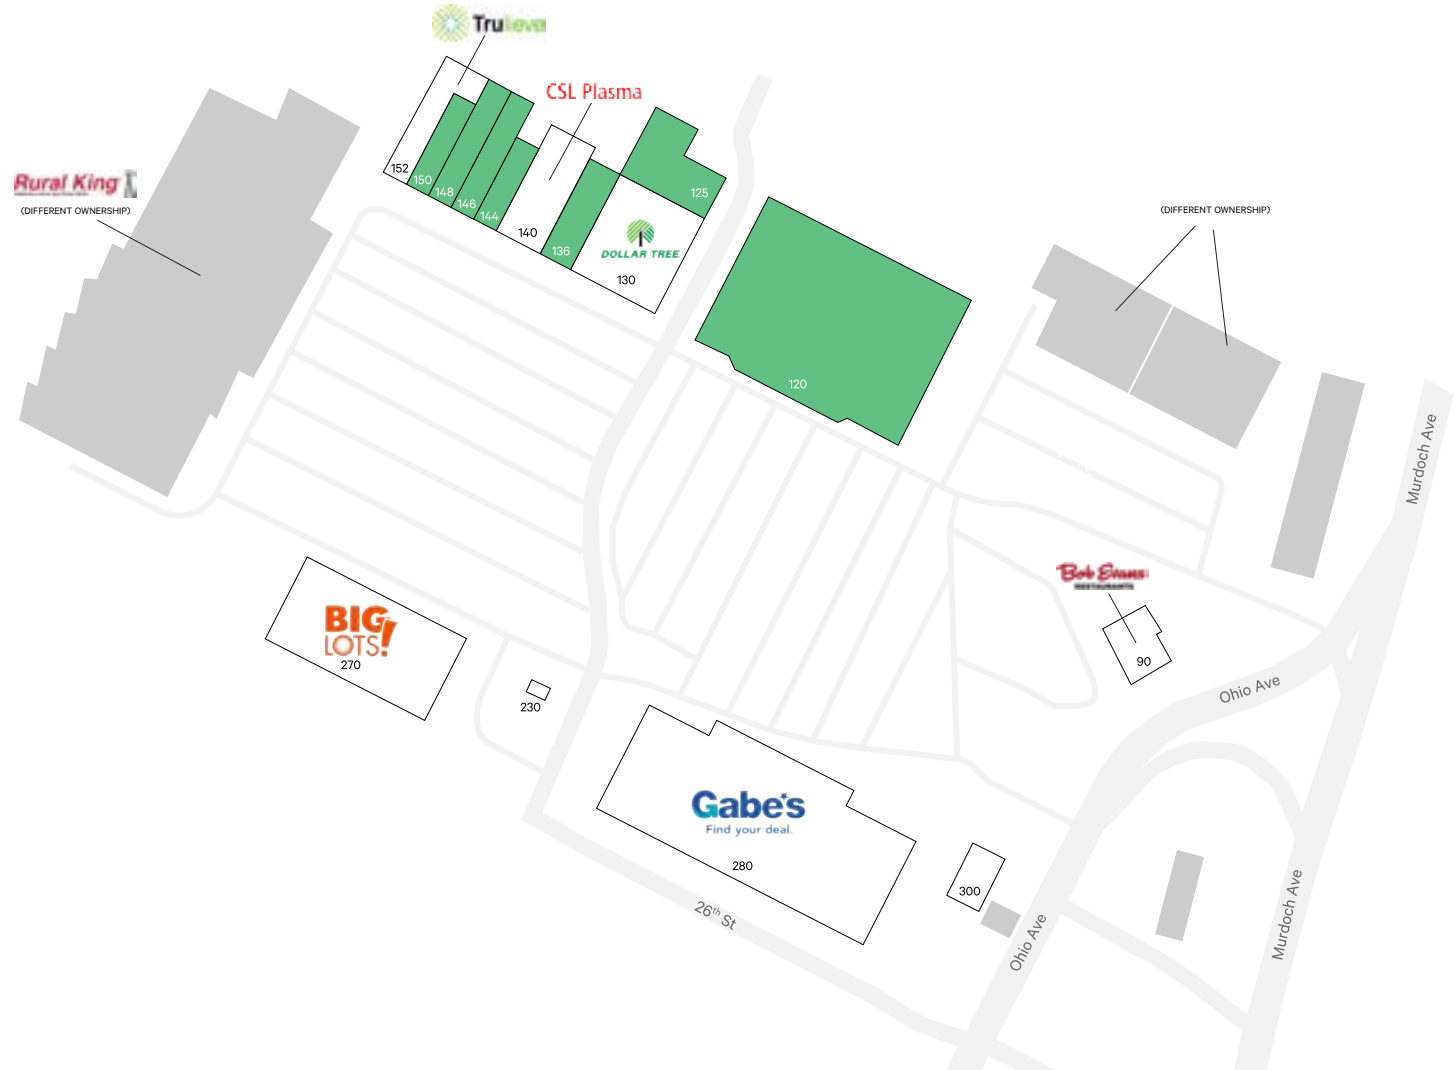 Trulieve
CSL Plasma
Rural King
(DIFFERENT OWNERSHIP)
152
150
148
146
144
140
136
125
DOLLAR TREE
130
(DIFFERENT OWNERSHIP)
120
Murdoch Ave
Bob Evans
RESTAURANTS
90
Ohio Ave
BIG
LOTS!
270
230
Gabe's
Find your deal.
280
300
26th St
Ohio Ave
Murdoch Ave